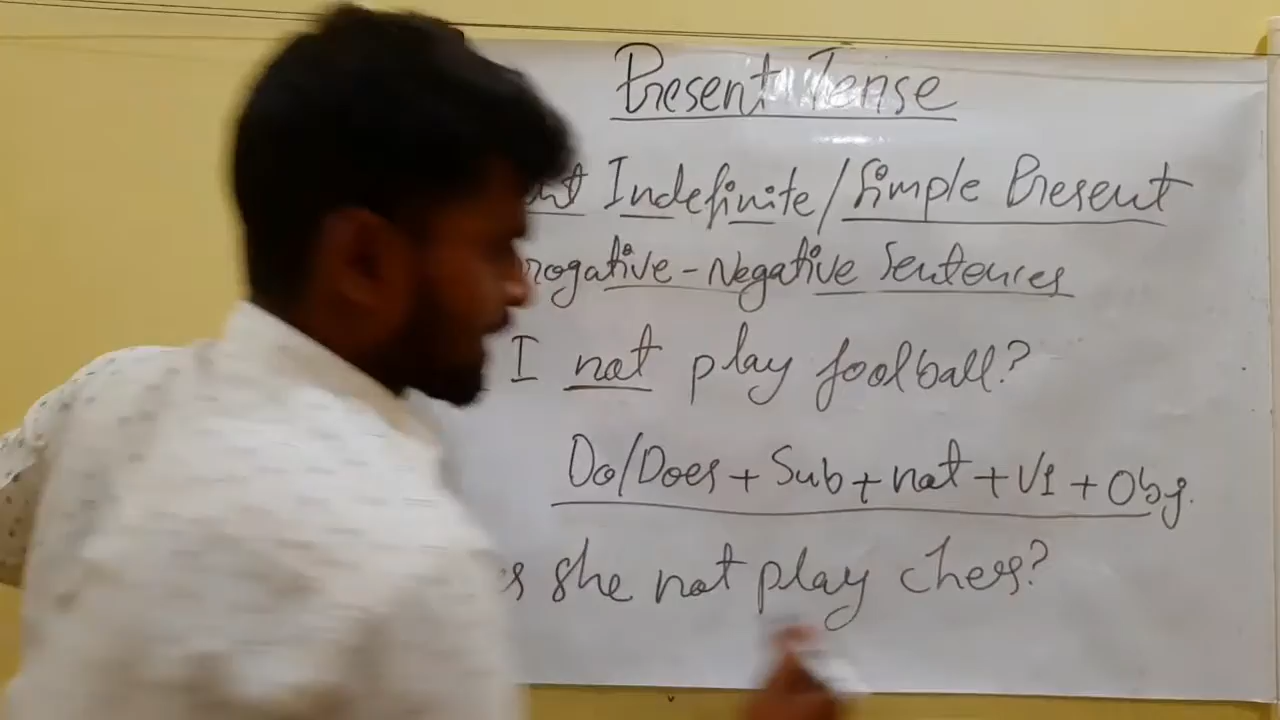 Present Tense
Indefinite/Simple Present
Negative Sentences
I not play football?
Do/Does + Sub + not + V1 + Obj.
she not play chess?